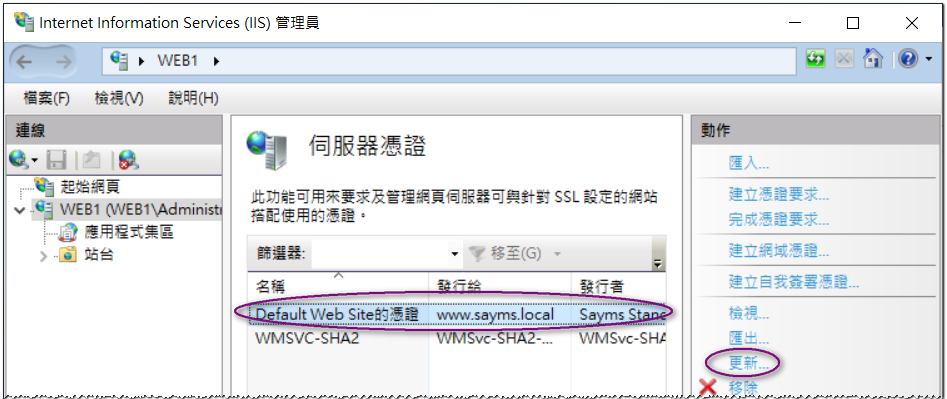 Internet Information Services (IIS) 管理員
WEB1
檔案(F) 檢視(V) 說明(H)
連線
起始網頁
WEB1 (WEB1\Administr
應用程式集區
站台
伺服器憑證
此功能可用來要求及管理網頁伺服器可與針對 SSL 設定的網站
搭配使用的憑證。
篩選器: 移至(G)
名稱 發行給 發行者
Default Web Site的憑證 www.sayms.local Sayms Stand
WMSVC-SHA2 WMSvc-SHA2-... WMSvc-SHA
動作
匯入...
建立憑證要求...
完成憑證要求...
建立網域憑證...
建立自我簽署憑證...
檢視...
匯出...
更新...
移除